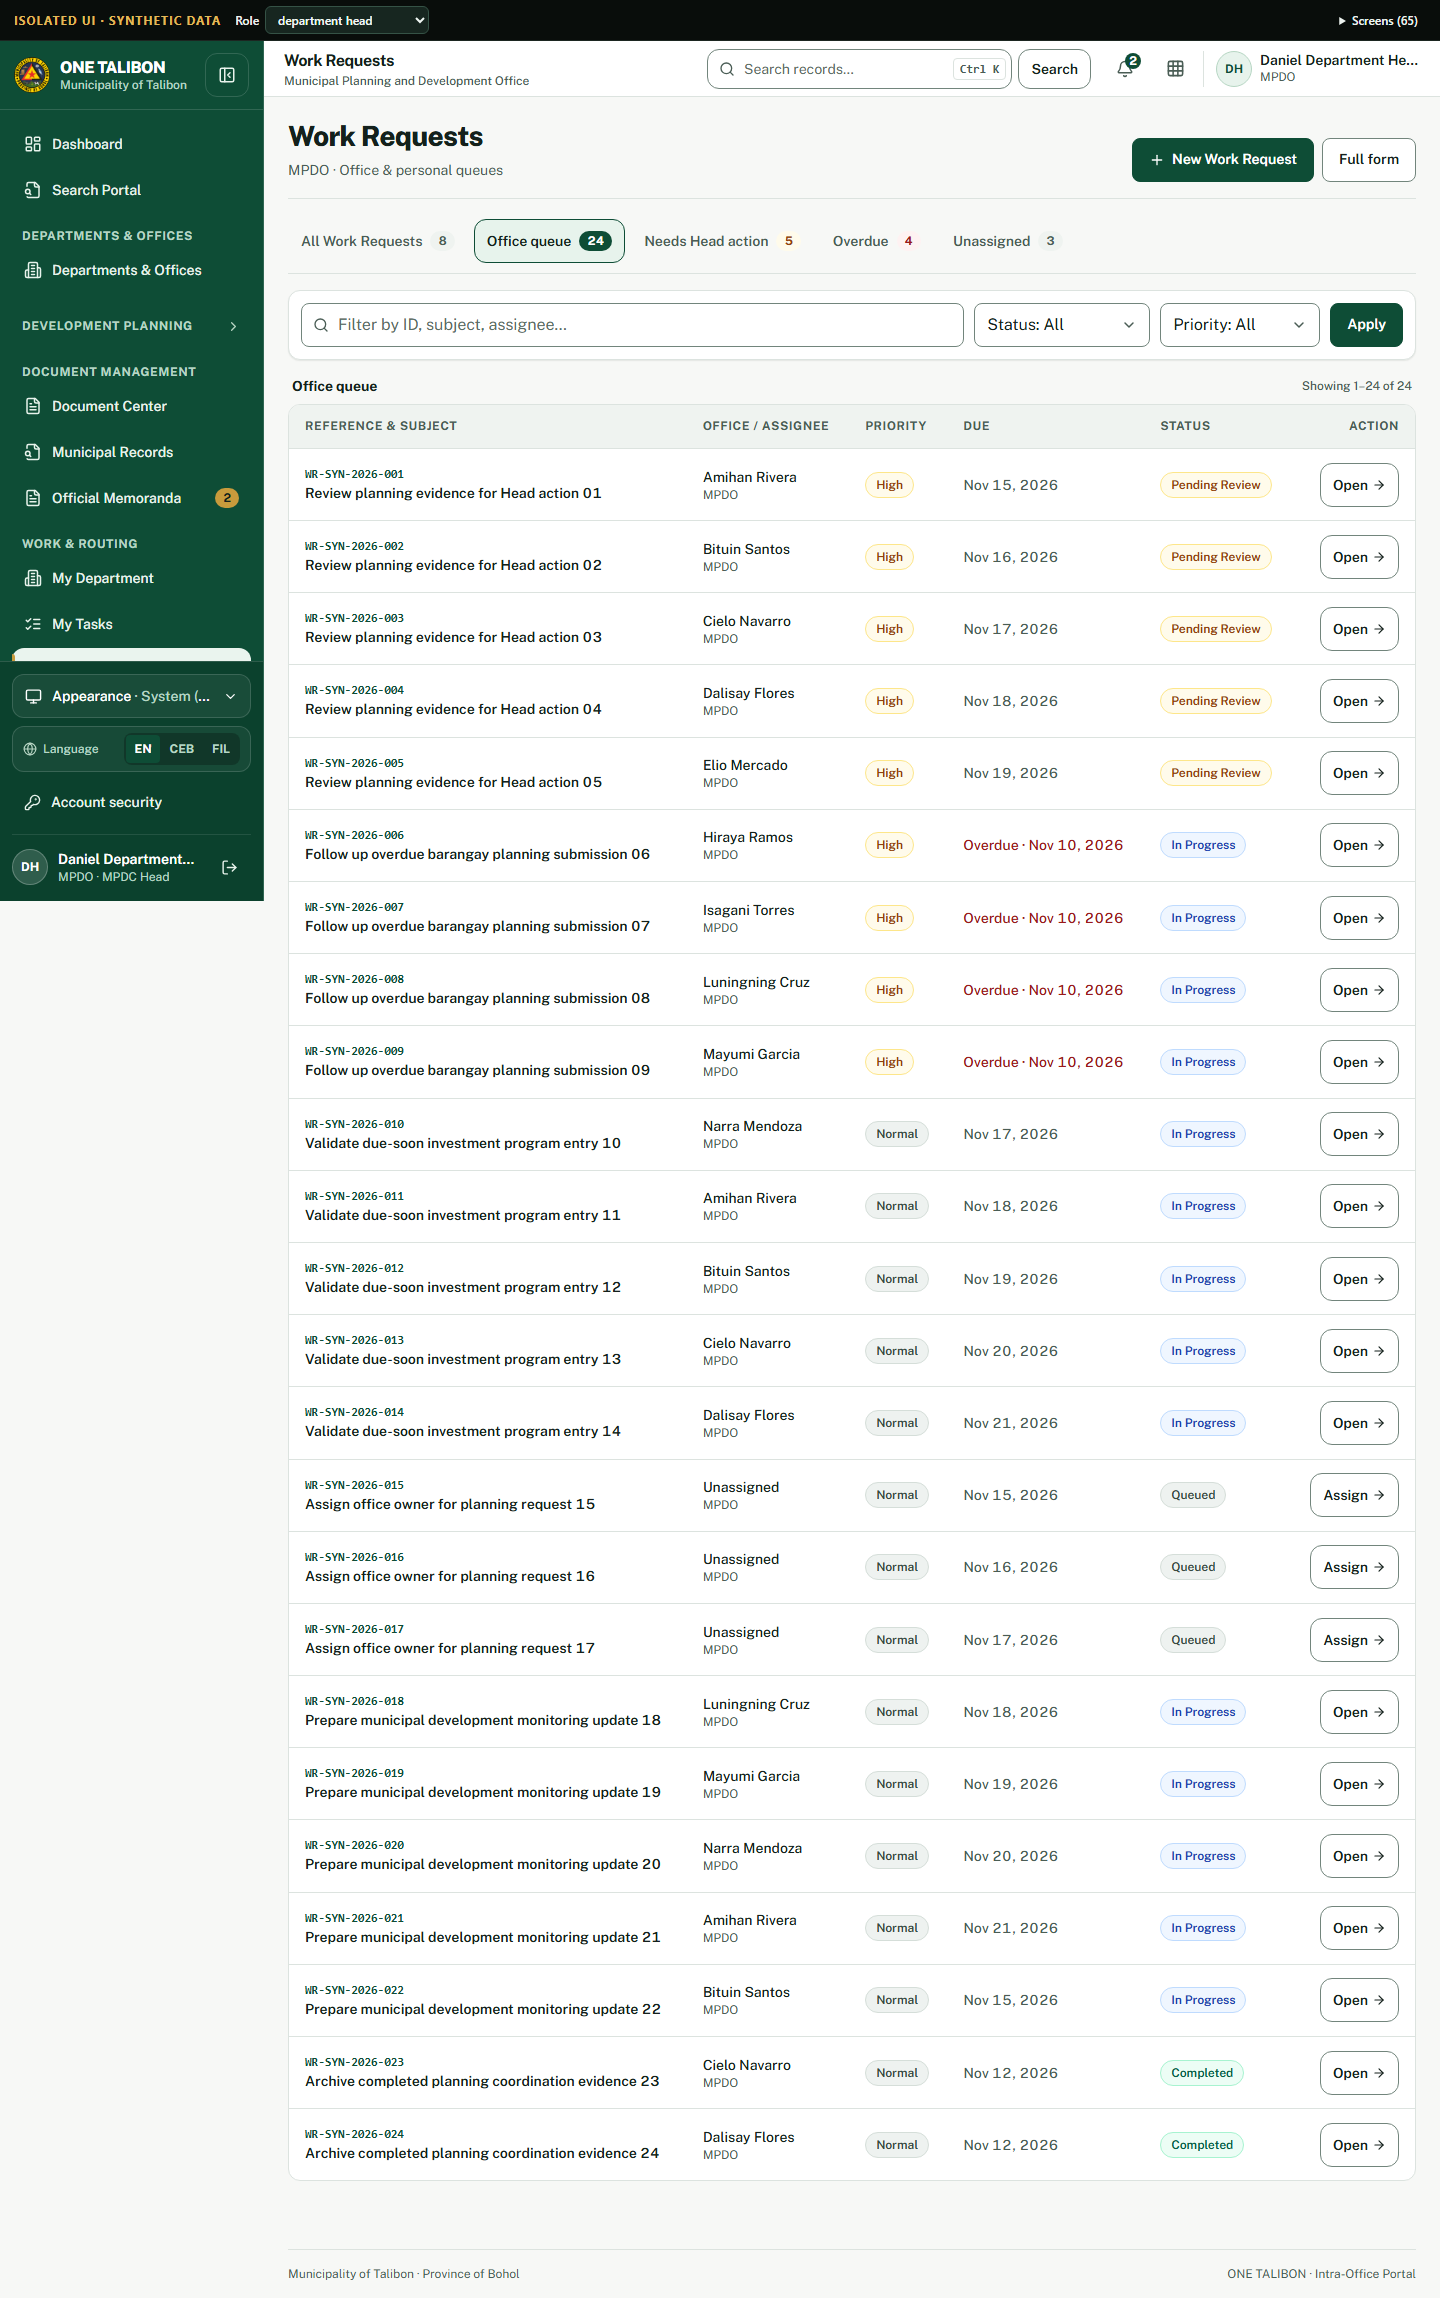 ISOLATED UI · SYNTHETIC DATA Role department head ▶ Screens (65)
ONE TALIBON
Municipality of Talibon
Work Requests
Municipal Planning and Development Office
Search records... Ctrl K Search 2 DH Daniel Department He...
MPDO
Dashboard
Search Portal
DEPARTMENTS & OFFICES
Departments & Offices
DEVELOPMENT PLANNING
DOCUMENT MANAGEMENT
Document Center
Municipal Records
Official Memoranda 2
WORK & ROUTING
My Department
My Tasks
Appearance · System (...
Language EN CEB FIL
Account security
DH Daniel Department...
MPDO · MPDC Head
Work Requests
MPDO · Office & personal queues
+ New Work Request Full form
All Work Requests 8 Office queue 24 Needs Head action 5 Overdue 4 Unassigned 3
Filter by ID, subject, assignee... Status: All Priority: All Apply
Office queue Showing 1–24 of 24
REFERENCE & SUBJECT OFFICE / ASSIGNEE PRIORITY DUE STATUS ACTION
WR-SYN-2026-001
Review planning evidence for Head action 01
Amihan Rivera
MPDO
High Nov 15, 2026 Pending Review Open →
WR-SYN-2026-002
Review planning evidence for Head action 02
Bituin Santos
MPDO
High Nov 16, 2026 Pending Review Open →
WR-SYN-2026-003
Review planning evidence for Head action 03
Cielo Navarro
MPDO
High Nov 17, 2026 Pending Review Open →
WR-SYN-2026-004
Review planning evidence for Head action 04
Dalisay Flores
MPDO
High Nov 18, 2026 Pending Review Open →
WR-SYN-2026-005
Review planning evidence for Head action 05
Elio Mercado
MPDO
High Nov 19, 2026 Pending Review Open →
WR-SYN-2026-006
Follow up overdue barangay planning submission 06
Hiraya Ramos
MPDO
High Overdue · Nov 10, 2026 In Progress Open →
WR-SYN-2026-007
Follow up overdue barangay planning submission 07
Isagani Torres
MPDO
High Overdue · Nov 10, 2026 In Progress Open →
WR-SYN-2026-008
Follow up overdue barangay planning submission 08
Luningning Cruz
MPDO
High Overdue · Nov 10, 2026 In Progress Open →
WR-SYN-2026-009
Follow up overdue barangay planning submission 09
Mayumi Garcia
MPDO
High Overdue · Nov 10, 2026 In Progress Open →
WR-SYN-2026-010
Validate due-soon investment program entry 10
Narra Mendoza
MPDO
Normal Nov 17, 2026 In Progress Open →
WR-SYN-2026-011
Validate due-soon investment program entry 11
Amihan Rivera
MPDO
Normal Nov 18, 2026 In Progress Open →
WR-SYN-2026-012
Validate due-soon investment program entry 12
Bituin Santos
MPDO
Normal Nov 19, 2026 In Progress Open →
WR-SYN-2026-013
Validate due-soon investment program entry 13
Cielo Navarro
MPDO
Normal Nov 20, 2026 In Progress Open →
WR-SYN-2026-014
Validate due-soon investment program entry 14
Dalisay Flores
MPDO
Normal Nov 21, 2026 In Progress Open →
WR-SYN-2026-015
Assign office owner for planning request 15
Unassigned
MPDO
Normal Nov 15, 2026 Queued Assign →
WR-SYN-2026-016
Assign office owner for planning request 16
Unassigned
MPDO
Normal Nov 16, 2026 Queued Assign →
WR-SYN-2026-017
Assign office owner for planning request 17
Unassigned
MPDO
Normal Nov 17, 2026 Queued Assign →
WR-SYN-2026-018
Prepare municipal development monitoring update 18
Luningning Cruz
MPDO
Normal Nov 18, 2026 In Progress Open →
WR-SYN-2026-019
Prepare municipal development monitoring update 19
Mayumi Garcia
MPDO
Normal Nov 19, 2026 In Progress Open →
WR-SYN-2026-020
Prepare municipal development monitoring update 20
Narra Mendoza
MPDO
Normal Nov 20, 2026 In Progress Open →
WR-SYN-2026-021
Prepare municipal development monitoring update 21
Amihan Rivera
MPDO
Normal Nov 21, 2026 In Progress Open →
WR-SYN-2026-022
Prepare municipal development monitoring update 22
Bituin Santos
MPDO
Normal Nov 15, 2026 In Progress Open →
WR-SYN-2026-023
Archive completed planning coordination evidence 23
Cielo Navarro
MPDO
Normal Nov 12, 2026 Completed Open →
WR-SYN-2026-024
Archive completed planning coordination evidence 24
Dalisay Flores
MPDO
Normal Nov 12, 2026 Completed Open →
Municipality of Talibon · Province of Bohol ONE TALIBON · Intra-Office Portal